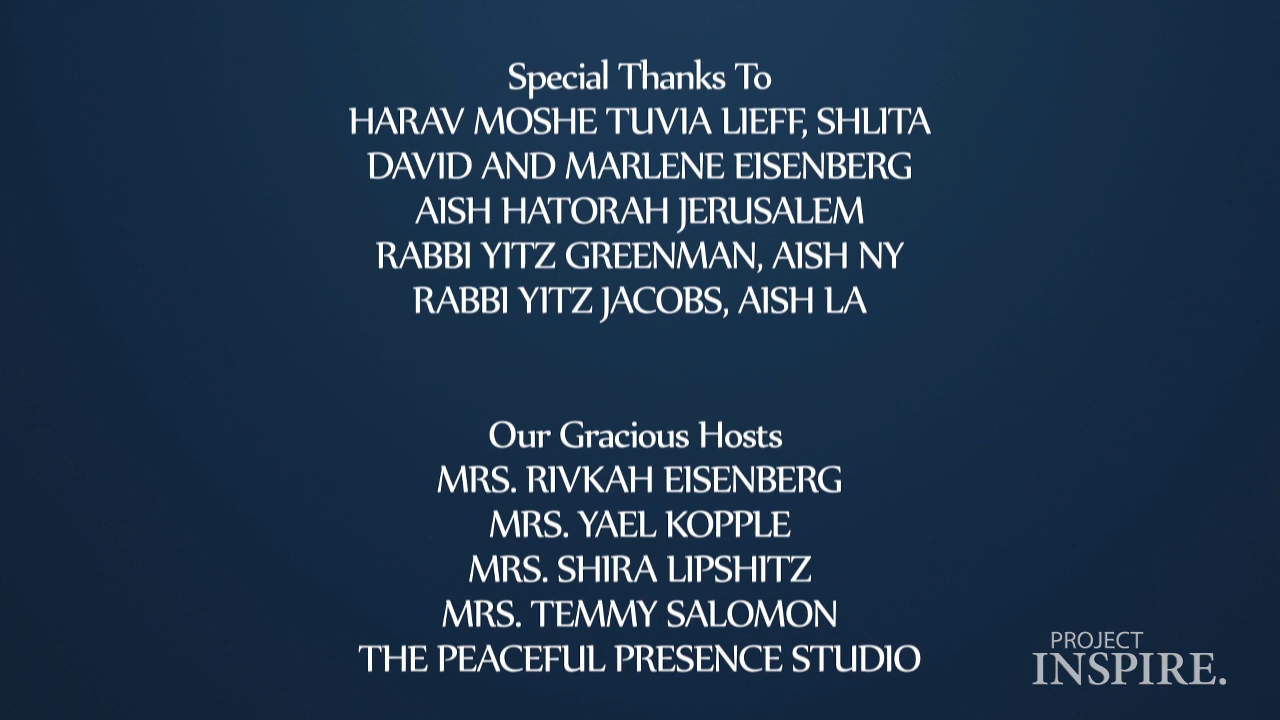 Special Thanks To
HARAV MOSHE TUVIA LIEFF, SHLITA
DAVID AND MARLENE EISENBERG
AISH HATORAH JERUSALEM
RABBI YITZ GREENMAN, AISH NY
RABBI YITZ JACOBS, AISH LA
Our Gracious Hosts
MRS. RIVKAH EISENBERG
MRS. YAEL KOPPLE
MRS. SHIRA LIPSHITZ
MRS. TEMMY SALOMON
THE PEACEFUL PRESENCE STUDIO
PROJECT
INSPIRE.